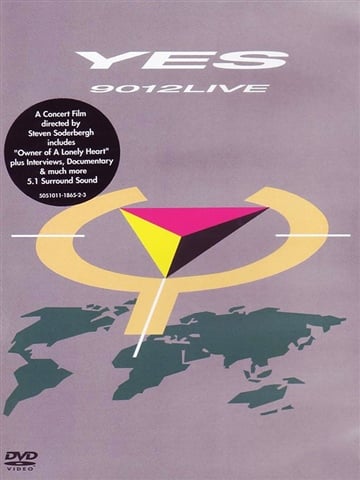 YES
9012LIVE
A Concert Film
directed by
Steven Soderbergh
includes
"Owner of A Lonely Heart"
plus Interviews, Documentary
& much more
5.1 Surround Sound
5051011-1865-2-3
DVD
VIDEO